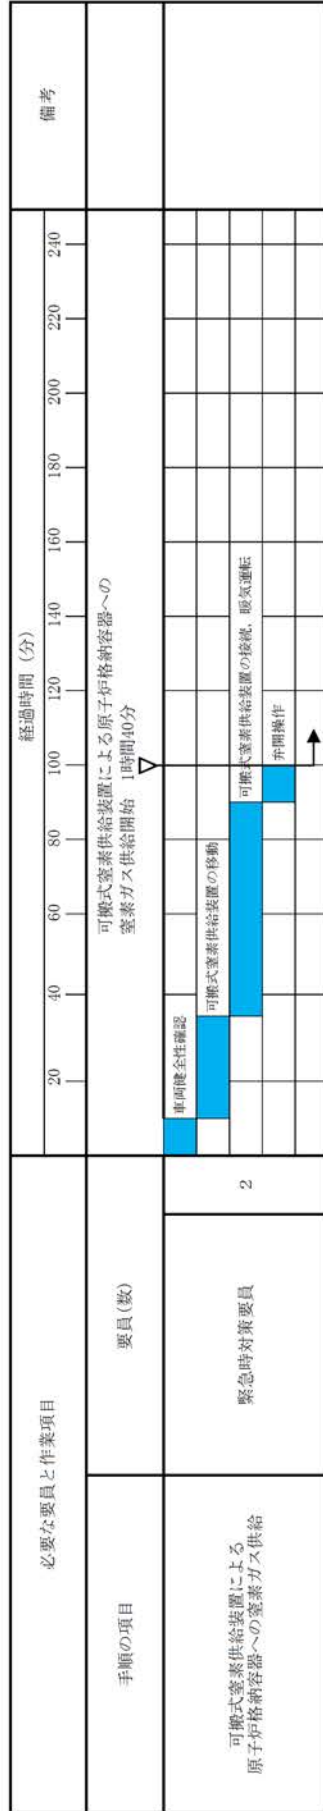 必要な要員と作業項目
経過時間（分）
備考
20 40 60 80 100 120 140 160 180 200 220 240
手順の項目
要員(数)
可搬式窒素供給装置による原子炉格納容器への
窒素ガス供給開始 1時間40分
可搬式窒素供給装置による
原子炉格納容器への窒素ガス供給
緊急時対策要員
2
車両健全性確認
可搬式窒素供給装置の移動
可搬式窒素供給装置の接続，暖気運転
弁開操作